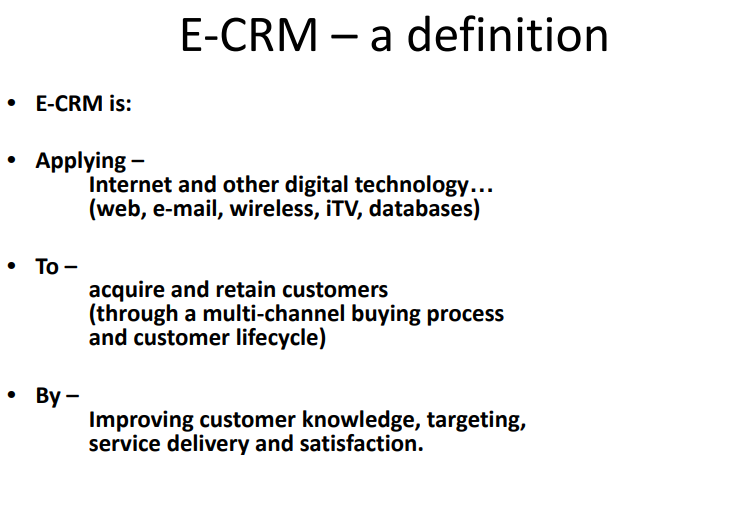 E-CRM – a definition
• E-CRM is:
• Applying –
Internet and other digital technology…
(web, e-mail, wireless, iTV, databases)
• To –
acquire and retain customers
(through a multi-channel buying process
and customer lifecycle)
• By –
Improving customer knowledge, targeting,
service delivery and satisfaction.